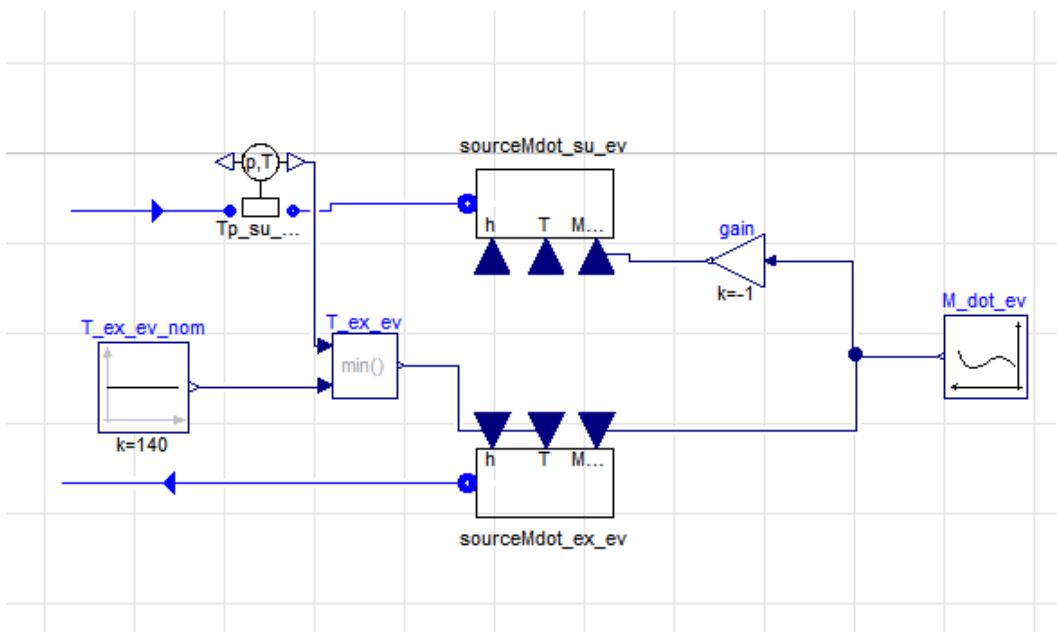 sourceMdot_su_ev
p,T
h T M...
Tp_su_...
gain
k=-1
M_dot_ev
T_ex_ev_nom
T_ex_ev
min()
k=140
h T M...
sourceMdot_ex_ev